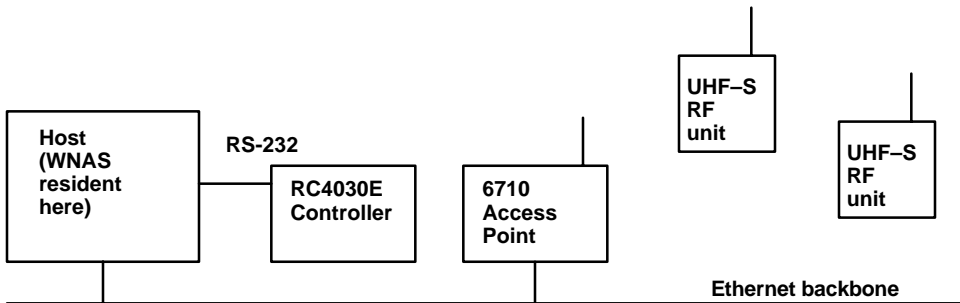 UHF–S
RF
unit
UHF–S
RF
unit
Host
(WNAS
resident
here)
RS-232
RC4030E
Controller
6710
Access
Point
Ethernet backbone